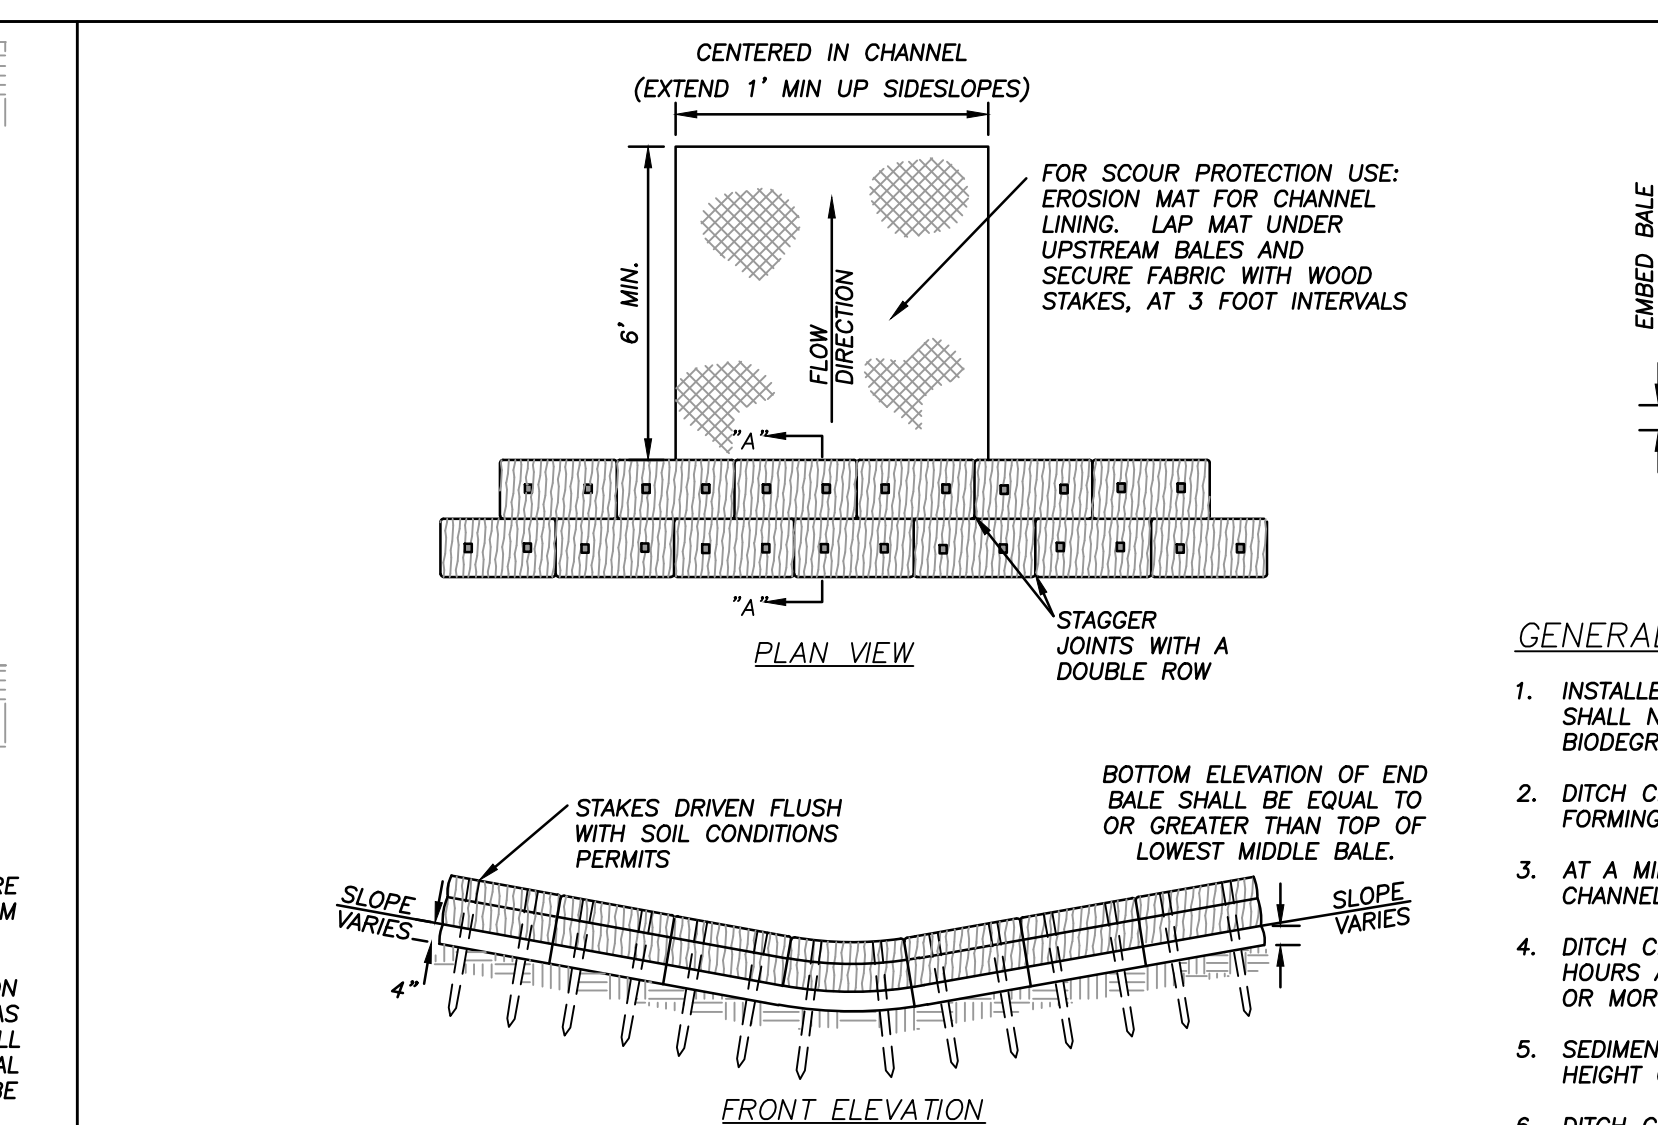 CENTERED IN CHANNEL
(EXTEND 1' MIN UP SIDESLOPES)
6' MIN.
FLOW
DIRECTION
FOR SCOUR PROTECTION USE:
EROSION MAT FOR CHANNEL
LINING. LAP MAT UNDER
UPSTREAM BALES AND
SECURE FABRIC WITH WOOD
STAKES, AT 3 FOOT INTERVALS
EMBED BALE
"A"
"A"
STAGGER
JOINTS WITH A
DOUBLE ROW
PLAN VIEW
STAKES DRIVEN FLUSH
WITH SOIL CONDITIONS
PERMITS
BOTTOM ELEVATION OF END
BALE SHALL BE EQUAL TO
OR GREATER THAN TOP OF
LOWEST MIDDLE BALE.
SLOPE
VARIES
4"
SLOPE
VARIES
FRONT ELEVATION
RE
M
ON
AS
LL
AL
BE
GENERAL
1. INSTALLE
SHALL N
BIODEGR
2. DITCH C
FORMING
3. AT A MI
CHANNEL
4. DITCH C
HOURS A
OR MOR
5. SEDIMEN
HEIGHT
6. DITCH C